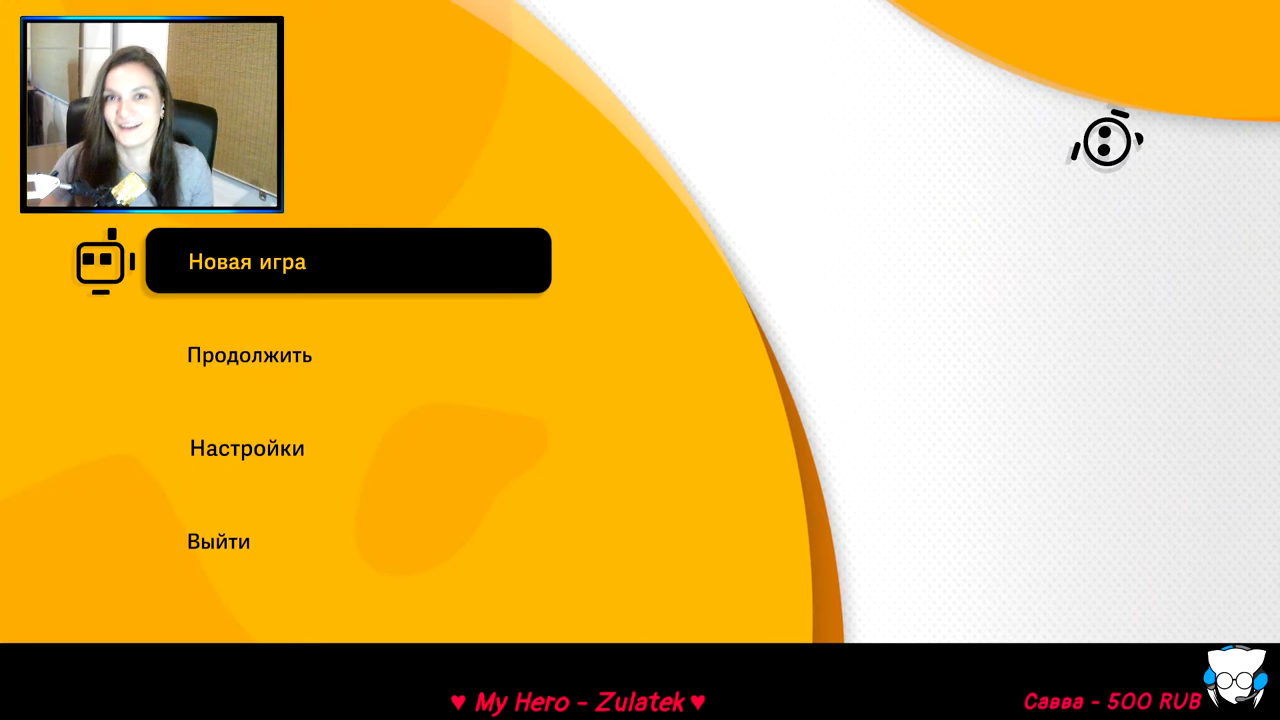 Новая игра
Продолжить
Настройки
Выйти
♥ My Hero - Zulatek ♥
Савва - 500 RUB